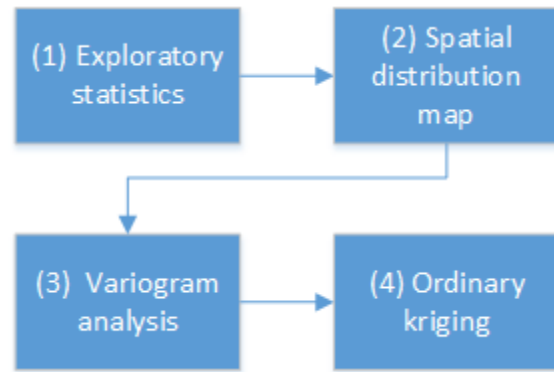 (1) Exploratory
statistics
(2) Spatial
distribution
map
(3) Variogram
analysis
(4) Ordinary
kriging